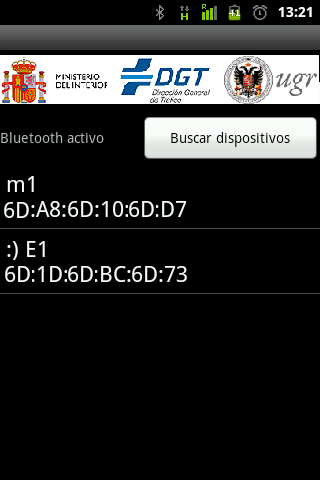 R
H
41
13:21
MINISTERIO
DEL INTERIOR
DGT
Dirección General
de Tráfico
ugr
Bluetooth activo
Buscar dispositivos
m1
6D:A8:6D:10:6D:D7
:) E1
6D:1D:6D:BC:6D:73